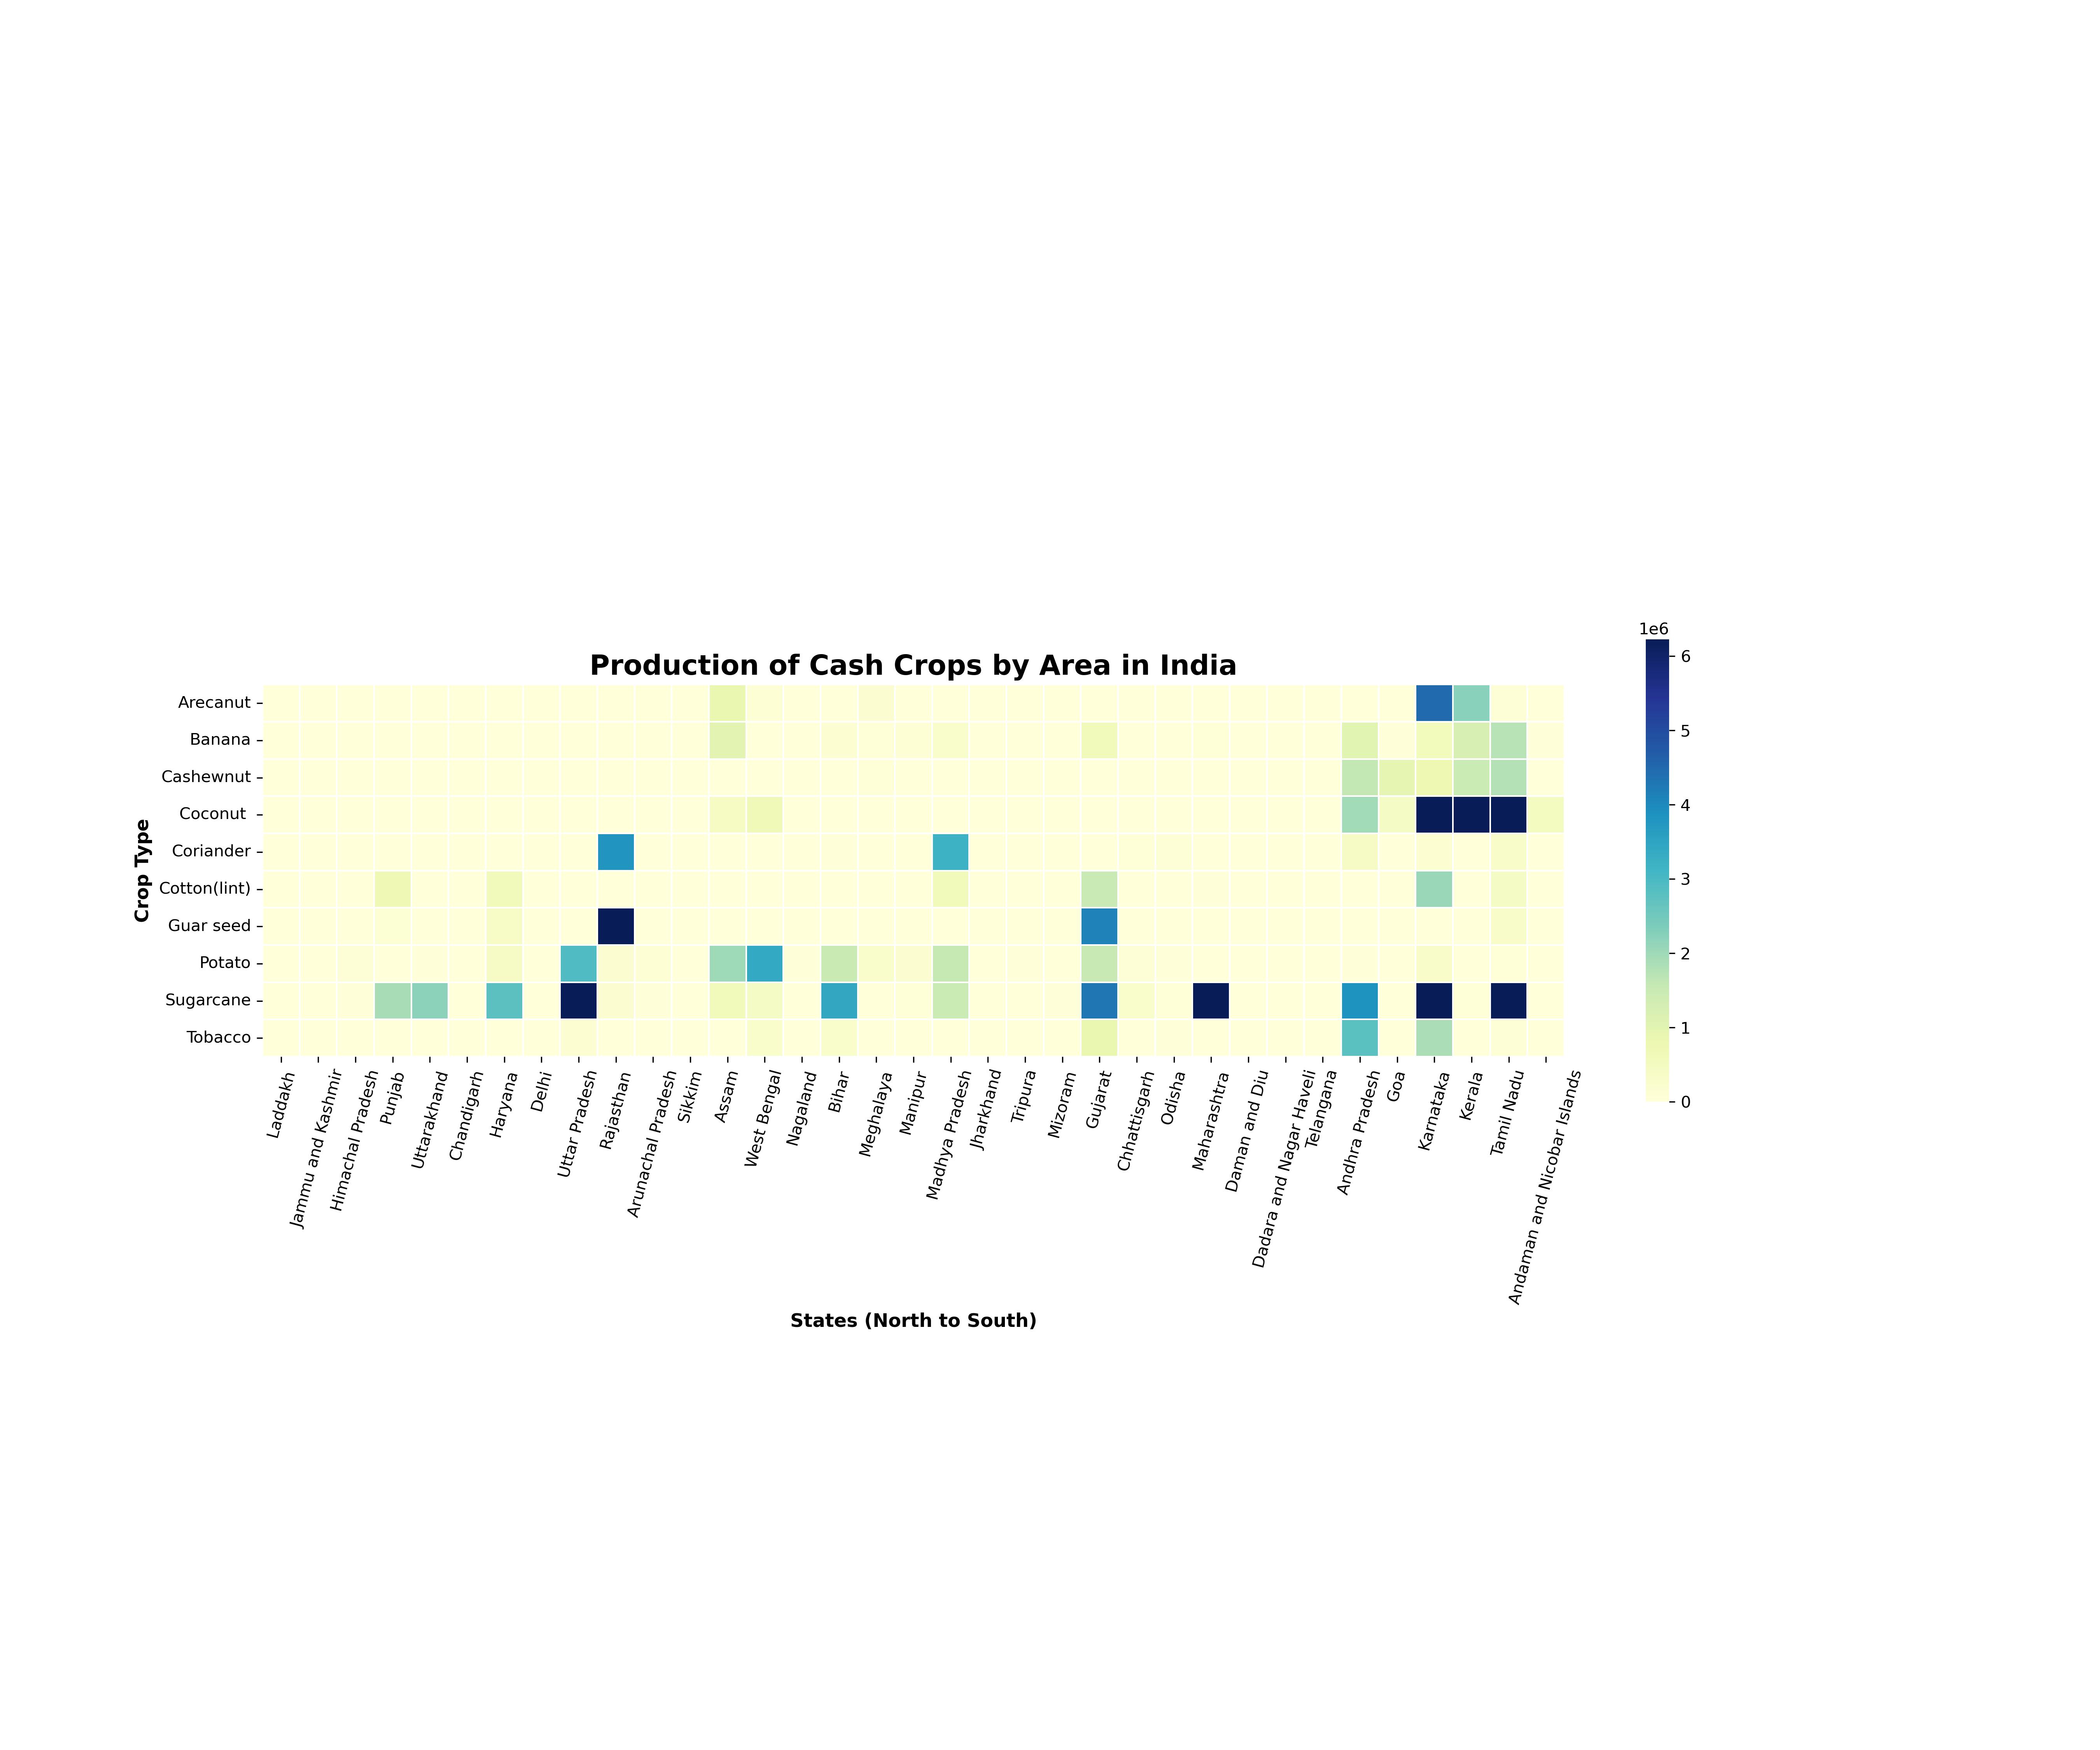 1e6
Production of Cash Crops by Area in India
6
5
4
3
2
1
0
Crop Type
Arecanut
Banana
Cashewnut
Coconut
Coriander
Cotton(lint)
Guar seed
Potato
Sugarcane
Tobacco
Laddakh
Jammu and Kashmir
Himachal Pradesh
Punjab
Uttarakhand
Chandigarh
Haryana
Delhi
Uttar Pradesh
Rajasthan
Arunachal Pradesh
Sikkim
Assam
West Bengal
Nagaland
Bihar
Meghalaya
Manipur
Madhya Pradesh
Jharkhand
Tripura
Mizoram
Gujarat
Chhattisgarh
Odisha
Maharashtra
Daman and Diu
Dadara and Nagar Haveli
Telangana
Andhra Pradesh
Goa
Karnataka
Kerala
Tamil Nadu
Andaman and Nicobar Islands
States (North to South)